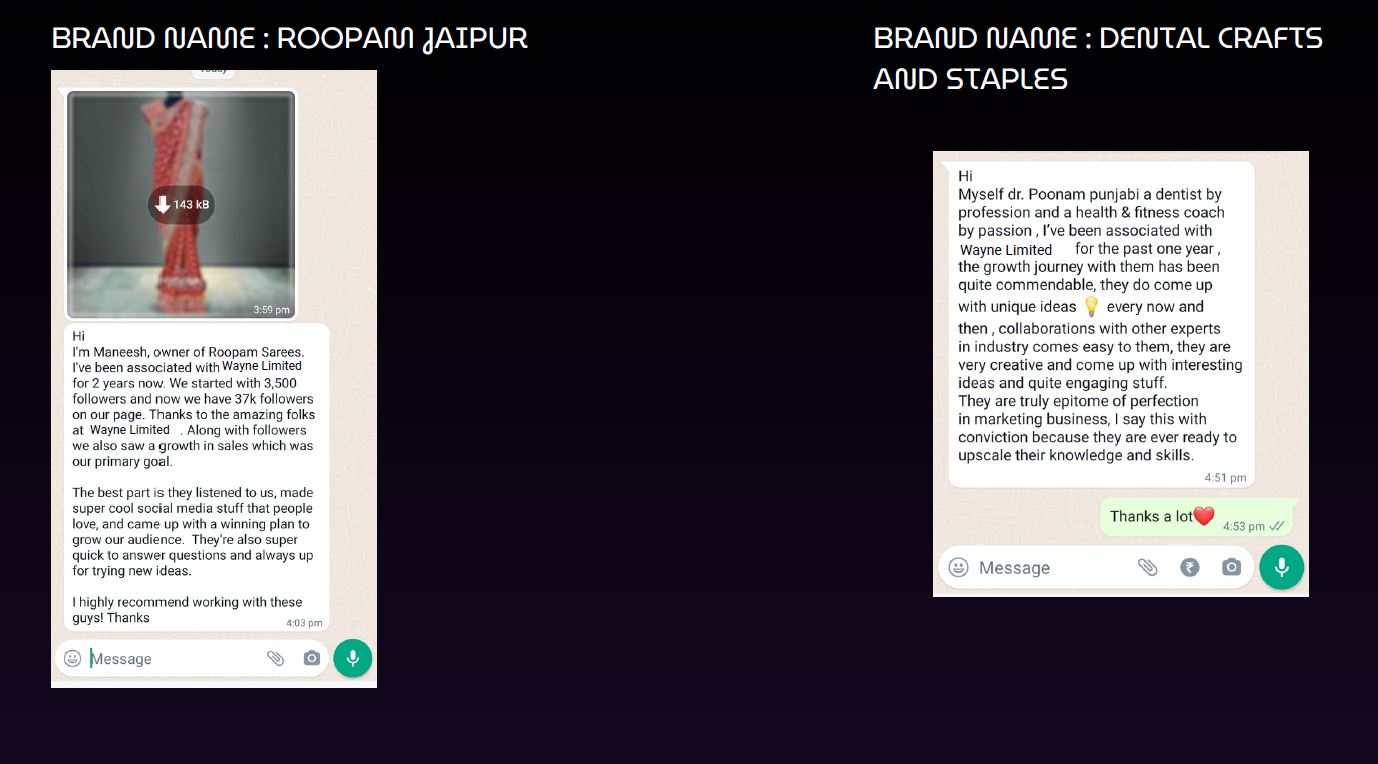 BRAND NAME : ROOPAM JAIPUR
Today
143 kB
3:59 pm
Hi
I'm Maneesh, owner of Roopam Sarees.
I've been associated with Wayne Limited
for 2 years now. We started with 3,500
followers and now we have 37k followers
on our page. Thanks to the amazing folks
at Wayne Limited . Along with followers
we also saw a growth in sales which was
our primary goal.
The best part is they listened to us, made
super cool social media stuff that people
love, and came up with a winning plan to
grow our audience. They're also super
quick to answer questions and always up
for trying new ideas.
I highly recommend working with these
guys! Thanks
4:03 pm
Message
BRAND NAME : DENTAL CRAFTS
AND STAPLES
Hi
Myself dr. Poonam punjabi a dentist by
profession and a health & fitness coach
by passion , I've been associated with
Wayne Limited for the past one year ,
the growth journey with them has been
quite commendable, they do come up
with unique ideas 💡 every now and
then , collaborations with other experts
in industry comes easy to them, they are
very creative and come up with interesting
ideas and quite engaging stuff.
They are truly epitome of perfection
in marketing business, I say this with
conviction because they are ever ready to
upscale their knowledge and skills.
4:51 pm
Thanks a lot❤️
4:53 pm
Message
₹